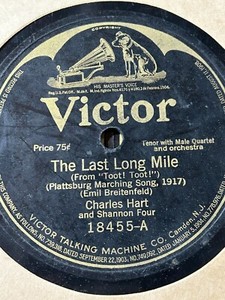 HIS MASTER'S VOICE
Victor
Tenor with Male Quartet
and orchestra
Price 75¢
The Last Long Mile
(From "Toot! Toot!")
(Plattsburg Marching Song, 1917)
(Emil Breitenfeld)
Charles Hart
and Shannon Four
18455-A
VICTOR TALKING MACHINE CO. Camden, N.J.